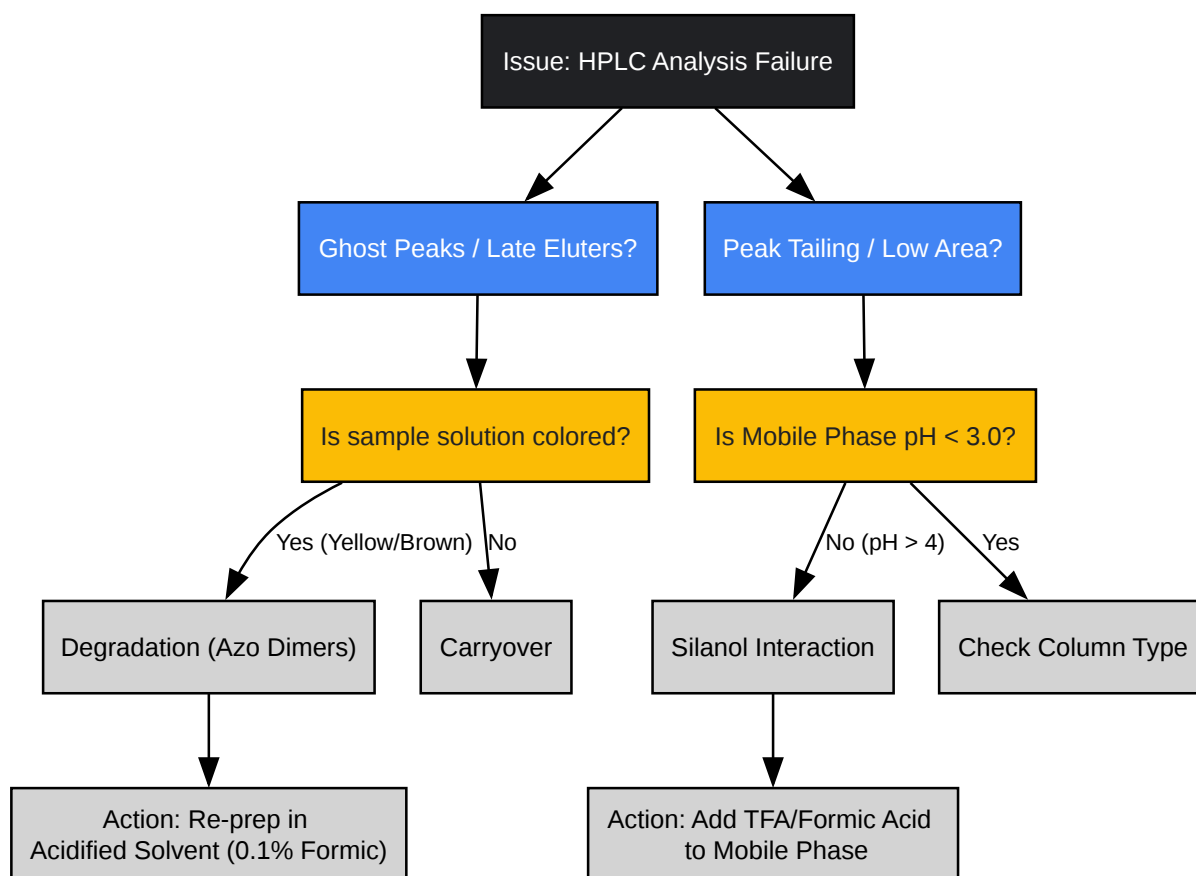 Issue: HPLC Analysis Failure
Ghost Peaks / Late Eluters?
Peak Tailing / Low Area?
Is sample solution colored?
Is Mobile Phase pH < 3.0?
Yes (Yellow/Brown)
No
No (pH > 4)
Yes
Degradation (Azo Dimers)
Carryover
Silanol Interaction
Check Column Type
Action: Re-prep in
Acidified Solvent (0.1% Formic)
Action: Add TFA/Formic Acid
to Mobile Phase